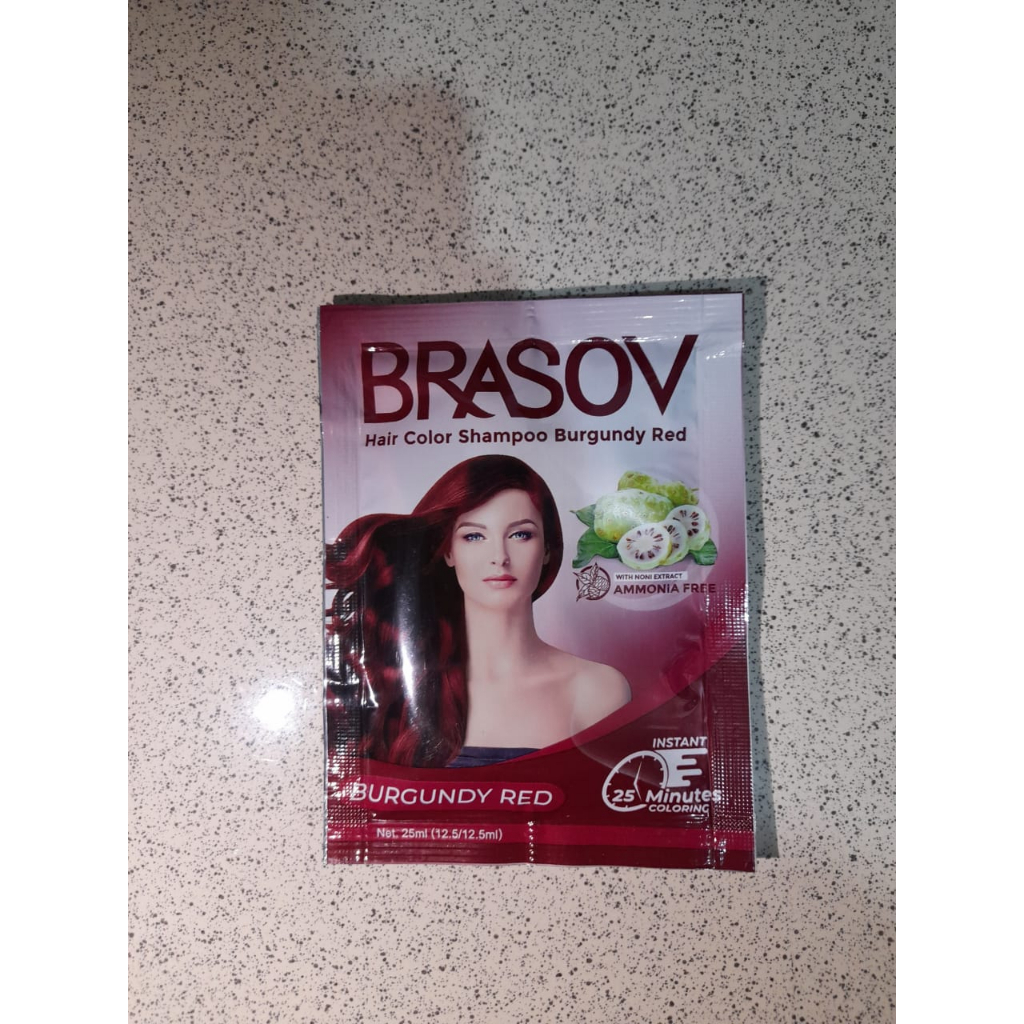 BRASOV
Hair Color Shampoo Burgundy Red
WITH NONI EXTRACT
AMMONIA FREE
INSTANT
25 Minutes
COLORING
BURGUNDY RED
Net. 25ml (12.5/12.5ml)